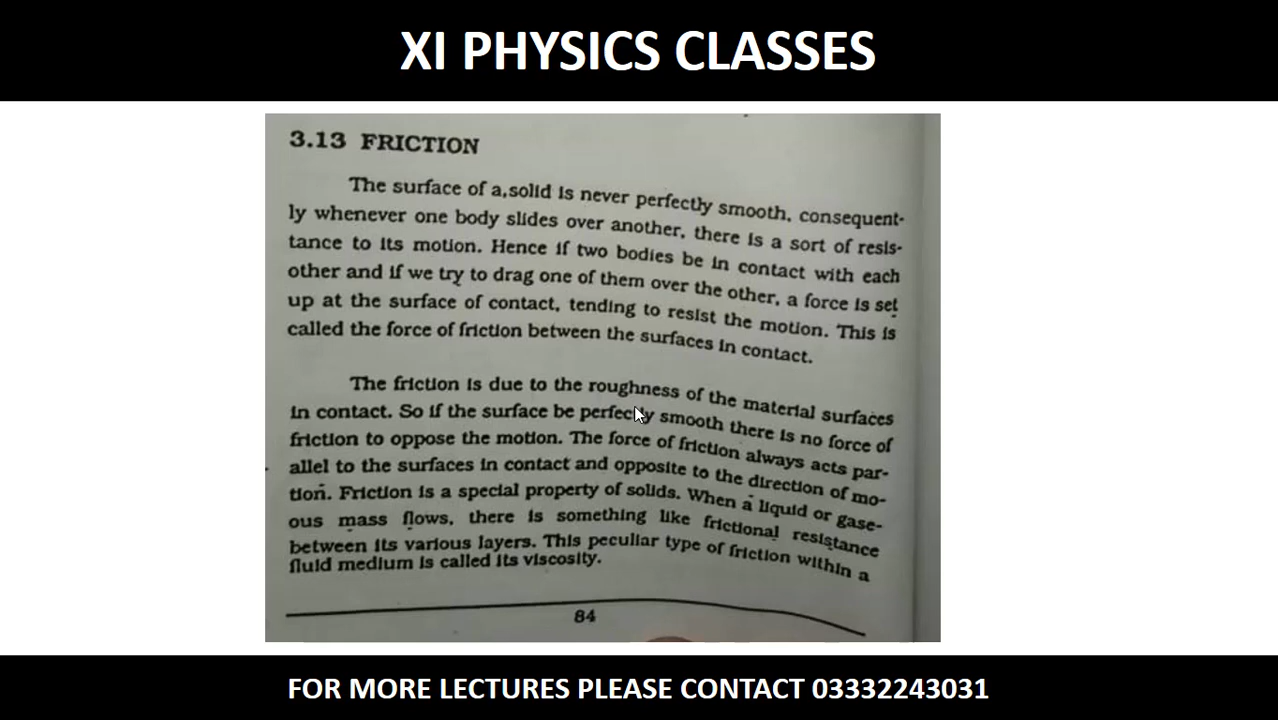 XI PHYSICS CLASSES
3.13 FRICTION
The surface of a solid is never perfectly smooth, consequent-
ly whenever one body slides over another, there is a sort of resis-
tance to its motion. Hence if two bodies be in contact with each
other and if we try to drag one of them over the other, a force is set
up at the surface of contact, tending to resist the motion. This is
called the force of friction between the surfaces in contact.
The friction is due to the roughness of the material surfaces
in contact. So if the surface be perfectly smooth there is no force of
friction to oppose the motion. The force of friction always acts par-
allel to the surfaces in contact and opposite to the direction of mo-
tion. Friction is a special property of solids. When a liquid or gase-
ous mass flows, there is something like frictional resistance
between its various layers. This peculiar type of friction within a
fluid medium is called its viscosity.
84
FOR MORE LECTURES PLEASE CONTACT 03332243031